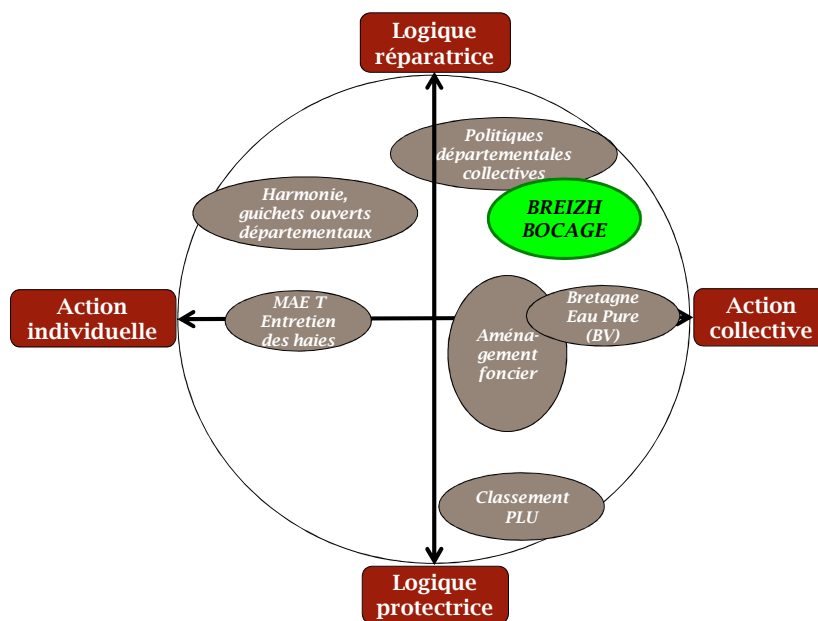 Logique
réparatrice
Politiques
départementales
collectives
Harmonie,
guichets ouverts
départementaux
BREIZH
BOCAGE
Action
individuelle
MAE T
Entretien
des haies
Aména-
gement
foncier
Bretagne
Eau Pure
(BV)
Action
collective
Classement
PLU
Logique
protectrice